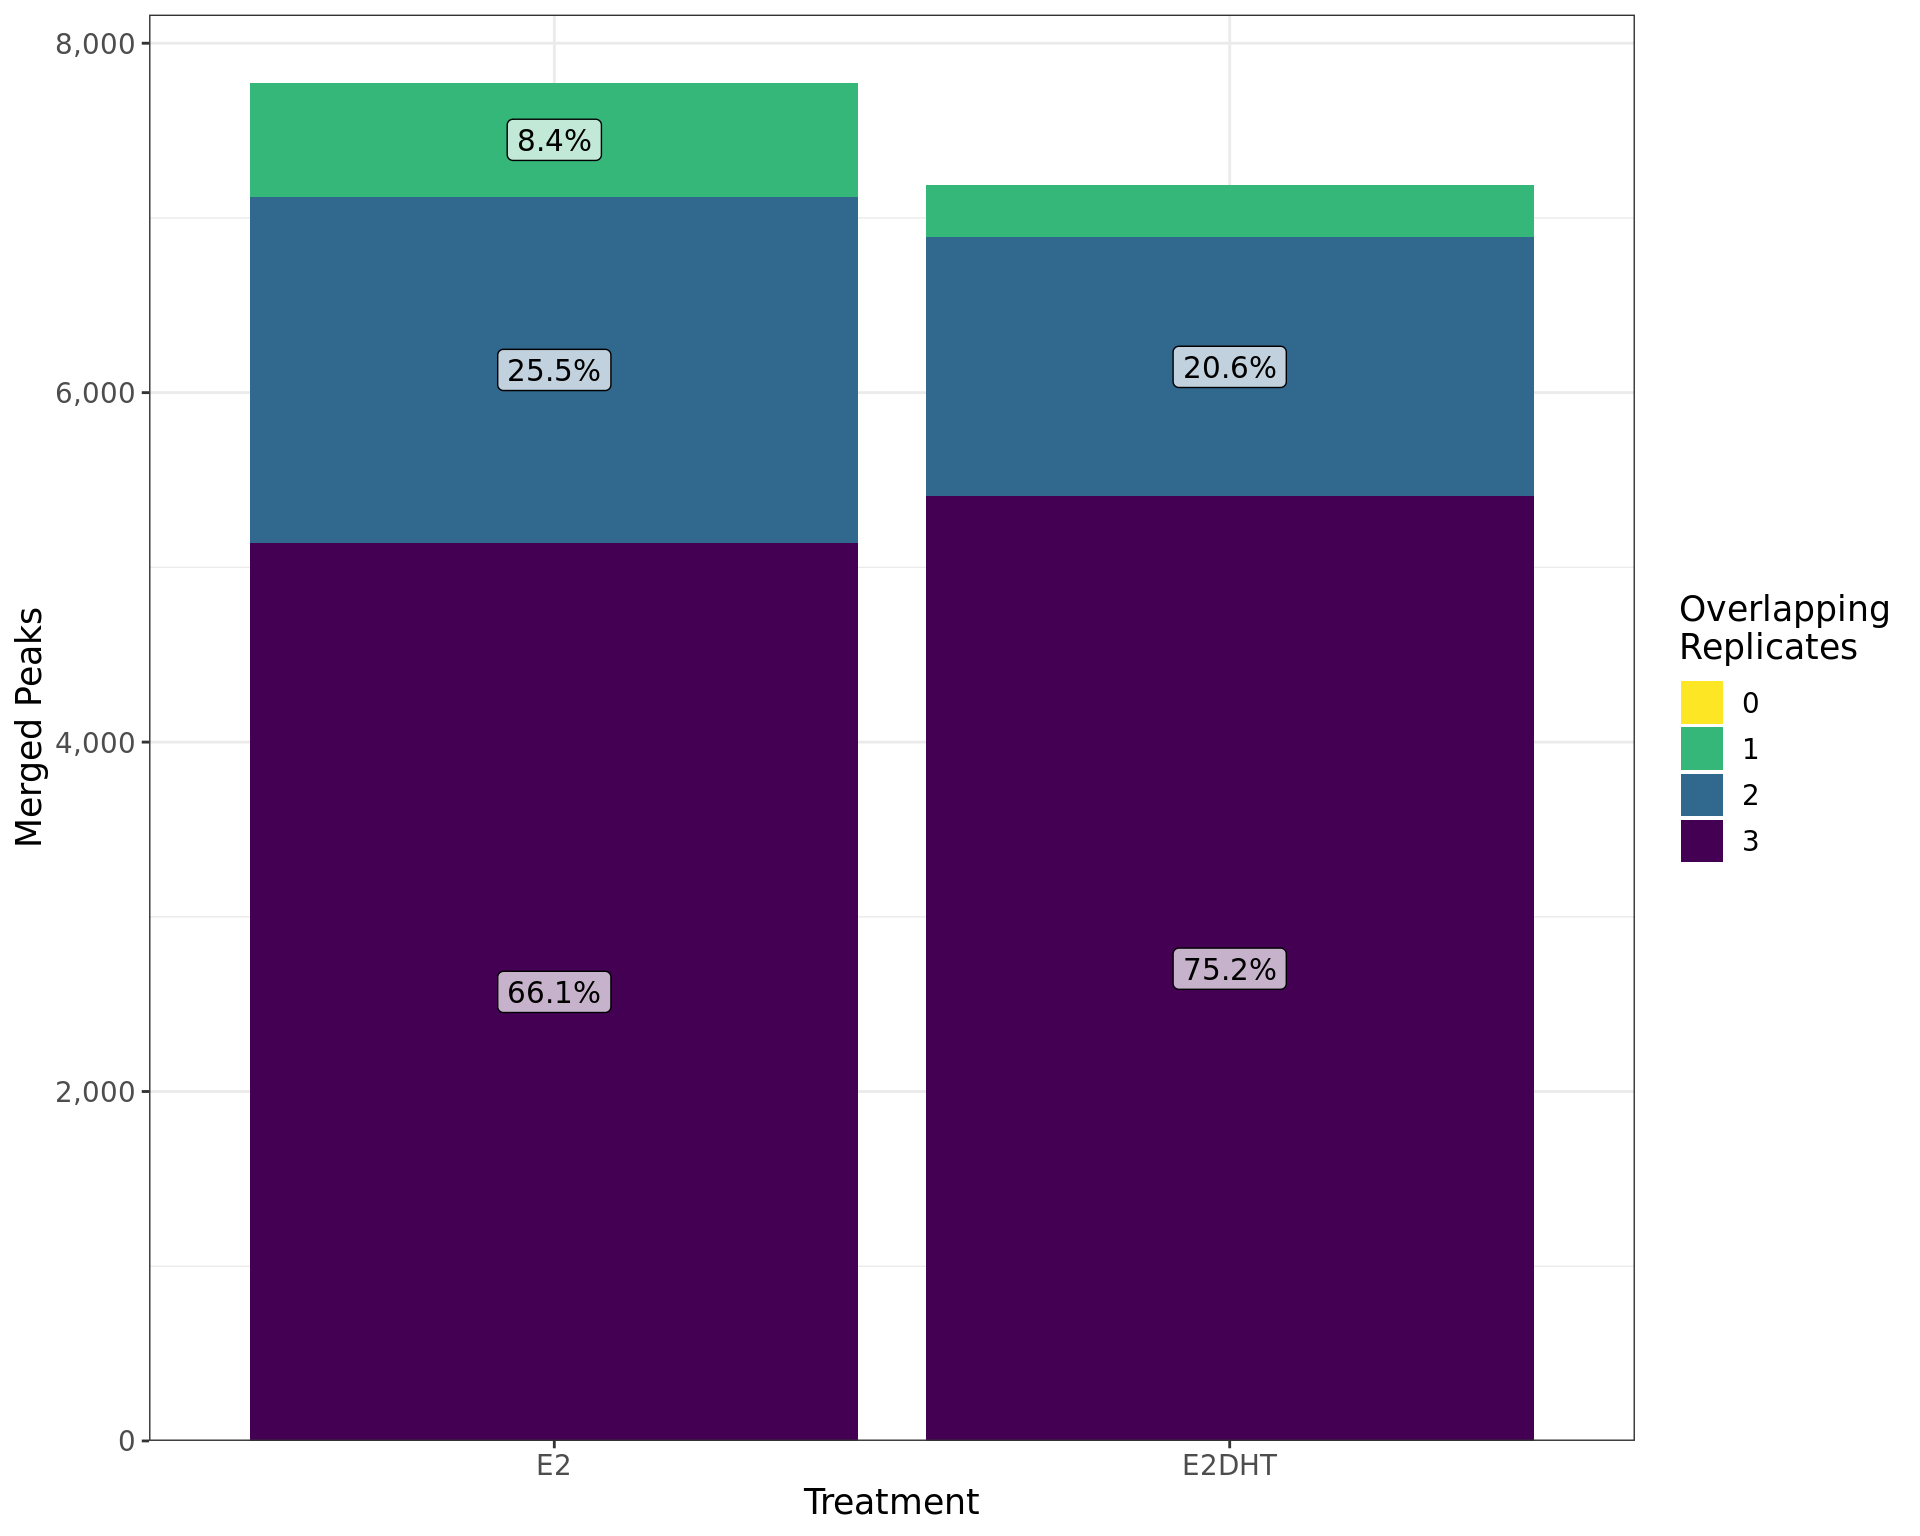 8,000
6,000
4,000
2,000
0
Merged Peaks
8.4%
25.5%
20.6%
66.1%
75.2%
E2
E2DHT
Treatment
Overlapping
Replicates
0
1
2
3